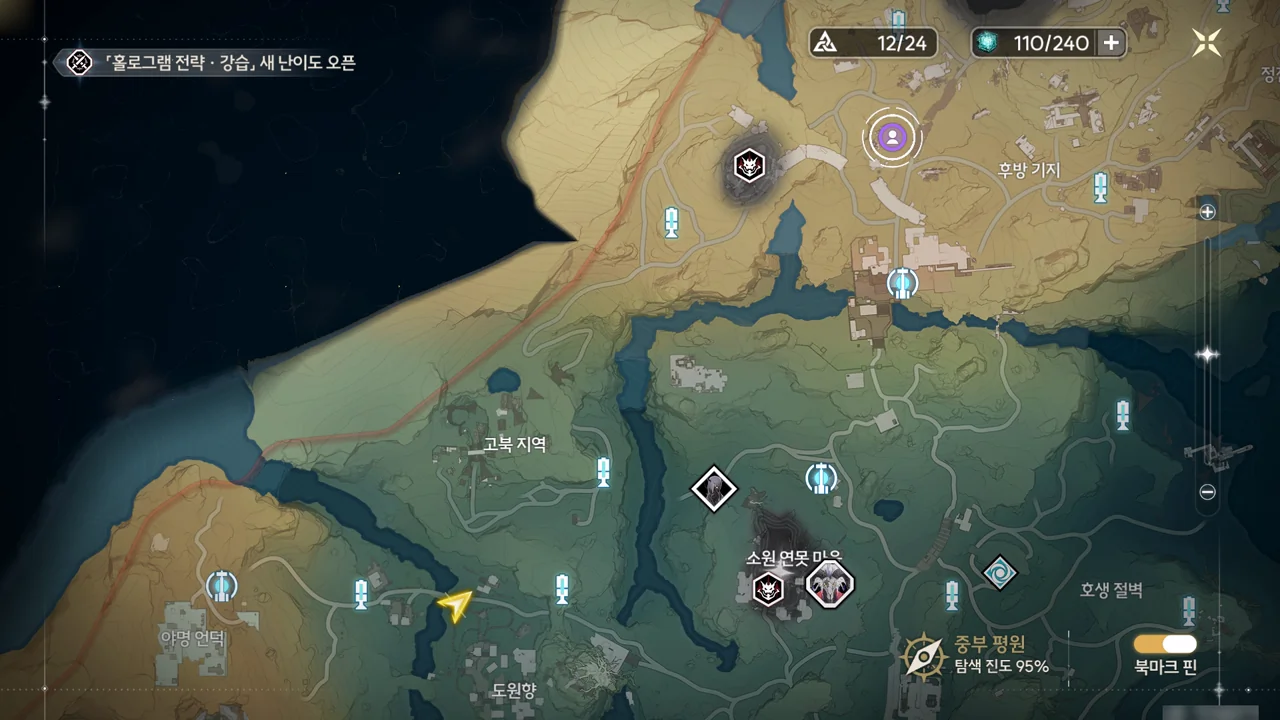 「홀로그램 전략 · 강습」 새 난이도 오픈
12/24
110/240
후방 기지
고북 지역
소원 연못 마을
호생 절벽
야명 언덕
도원향
중부 평원
탐색 진도 95%
북마크 핀